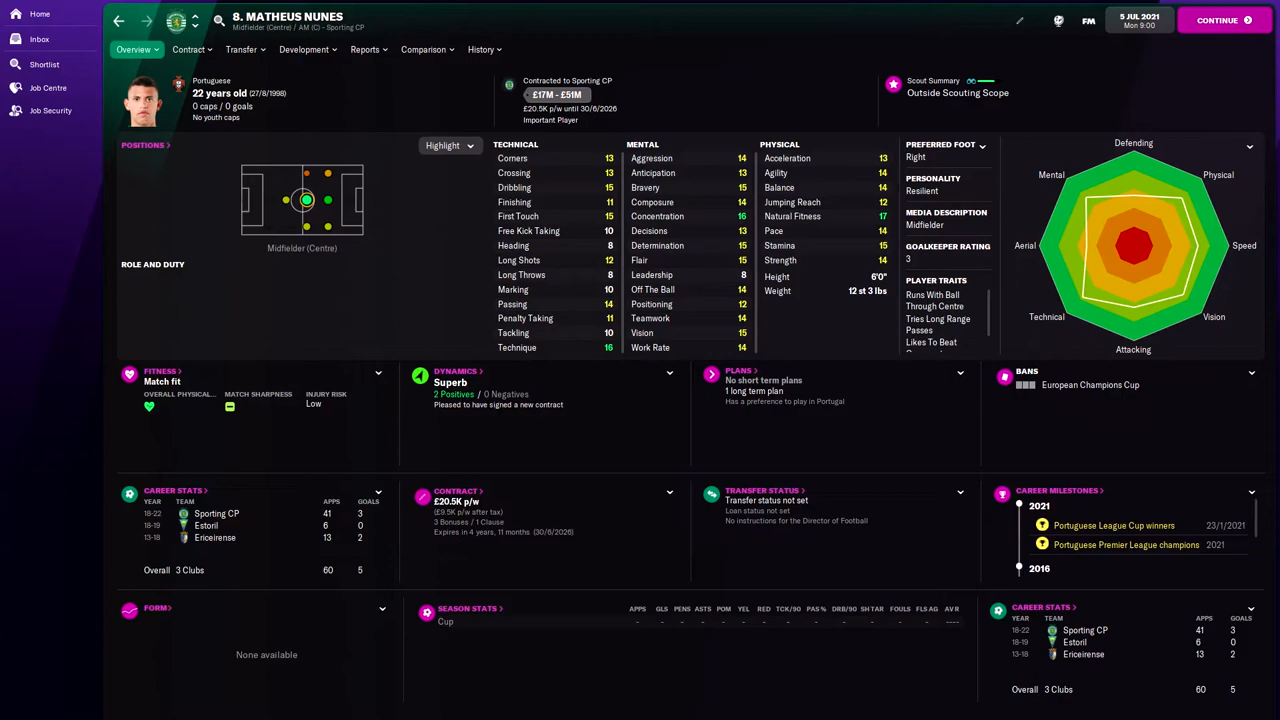 Home
Inbox
Shortlist
Job Centre
Job Security
8. MATHEUS NUNES
Midfielder (Centre) / AM (C) - Sporting CP
FM
5 JUL 2021
Mon 9:00
CONTINUE
Overview
Contract
Transfer
Development
Reports
Comparison
History
Portuguese
22 years old (27/8/1998)
0 caps / 0 goals
No youth caps
Contracted to Sporting CP
£17M - £51M
£20.5K p/w until 30/6/2026
Important Player
Scout Summary
Outside Scouting Scope
POSITIONS
Highlight
Midfielder (Centre)
ROLE AND DUTY
TECHNICAL
Corners 13
Crossing 13
Dribbling 15
Finishing 11
First Touch 15
Free Kick Taking 10
Heading 8
Long Shots 12
Long Throws 8
Marking 10
Passing 14
Penalty Taking 11
Tackling 10
Technique 16
MENTAL
Aggression 14
Anticipation 13
Bravery 15
Composure 14
Concentration 16
Decisions 13
Determination 15
Flair 15
Leadership 8
Off The Ball 14
Positioning 12
Teamwork 14
Vision 15
Work Rate 14
PHYSICAL
Acceleration 13
Agility 14
Balance 14
Jumping Reach 12
Natural Fitness 17
Pace 14
Stamina 15
Strength 14
Height 6'0"
Weight 12 st 3 lbs
PREFERRED FOOT
Right
PERSONALITY
Resilient
MEDIA DESCRIPTION
Midfielder
GOALKEEPER RATING
3
PLAYER TRAITS
Runs With Ball
Through Centre
Tries Long Range
Passes
Likes To Beat
Defending
Physical
Speed
Vision
Attacking
Technical
Aerial
Mental
FITNESS
Match fit
OVERALL PHYSICAL... MATCH SHARPNESS INJURY RISK
Low
DYNAMICS
Superb
2 Positives / 0 Negatives
Pleased to have signed a new contract
PLANS
No short term plans
1 long term plan
Has a preference to play in Portugal
BANS
European Champions Cup
CAREER STATS
YEAR TEAM APPS GOALS
18-22 Sporting CP 41 3
18-19 Estoril 6 0
13-18 Ericeirense 13 2
Overall 3 Clubs 60 5
CONTRACT
£20.5K p/w
(£9.5K p/w after tax)
3 Bonuses / 1 Clause
Expires in 4 years, 11 months (30/6/2026)
TRANSFER STATUS
Transfer status not set
Loan status not set
No instructions for the Director of Football
CAREER MILESTONES
2021
Portuguese League Cup winners 23/1/2021
Portuguese Premier League champions 2021
2016
FORM
None available
SEASON STATS APPS GLS PENS ASTS POM YEL RED TCK/90 PAS% DRB/90 SH TAR FOULS FLS AG AV R
Cup - - - - - - - - - - - - - ----
CAREER STATS
YEAR TEAM APPS GOALS
18-22 Sporting CP 41 3
18-19 Estoril 6 0
13-18 Ericeirense 13 2
Overall 3 Clubs 60 5